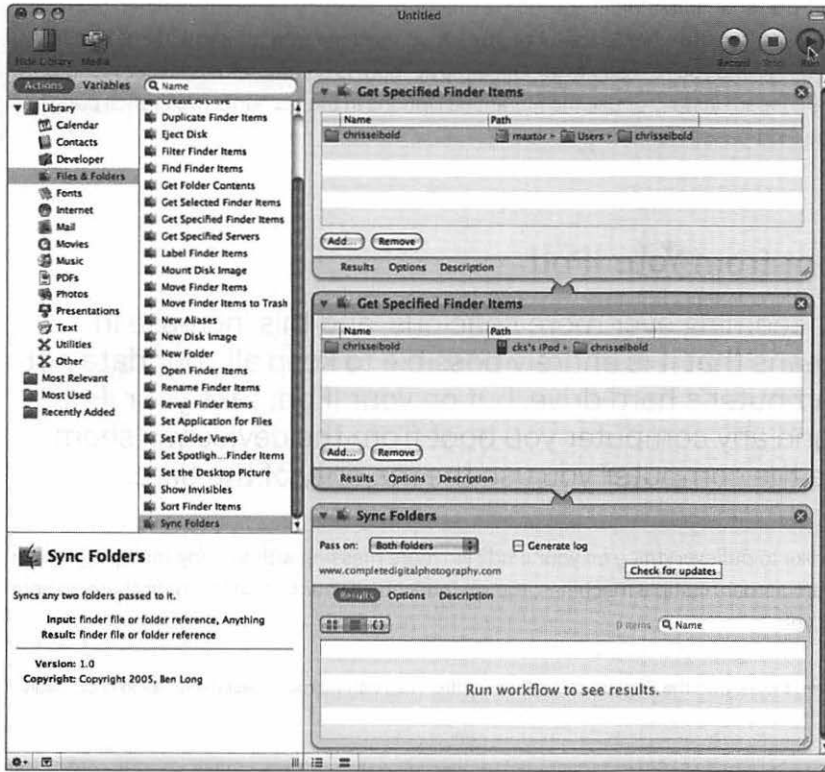 Untitled
Hide Library Media
Record Stop Run
Actions Variables Name
Library
Calendar
Contacts
Developer
Files & Folders
Fonts
Internet
Mail
Movies
Music
PDFs
Photos
Presentations
Text
Utilities
Other
Most Relevant
Most Used
Recently Added
Create Archive
Duplicate Finder Items
Eject Disk
Filter Finder Items
Find Finder Items
Get Folder Contents
Get Selected Finder Items
Get Specified Finder Items
Get Specified Servers
Label Finder Items
Mount Disk Image
Move Finder Items
Move Finder Items to Trash
New Aliases
New Disk Image
New Folder
Open Finder Items
Rename Finder Items
Reveal Finder Items
Set Application for Files
Set Folder Views
Set Spotligh...Finder Items
Set the Desktop Picture
Show Invisibles
Sort Finder Items
Sync Folders
Sync Folders
Syncs any two folders passed to it.
Input: finder file or folder reference, Anything
Result: finder file or folder reference
Version: 1.0
Copyright: Copyright 2005, Ben Long
Get Specified Finder Items
Name Path
chrisseibold maxtor ▸ Users ▸ chrisseibold
Add... Remove
Results Options Description
Get Specified Finder Items
Name Path
chrisseibold cks's iPod ▸ chrisseibold
Add... Remove
Results Options Description
Sync Folders
Pass on: Both folders Generate log
www.completedigitalphotography.com Check for updates
Results Options Description
0 items Name
Run workflow to see results.